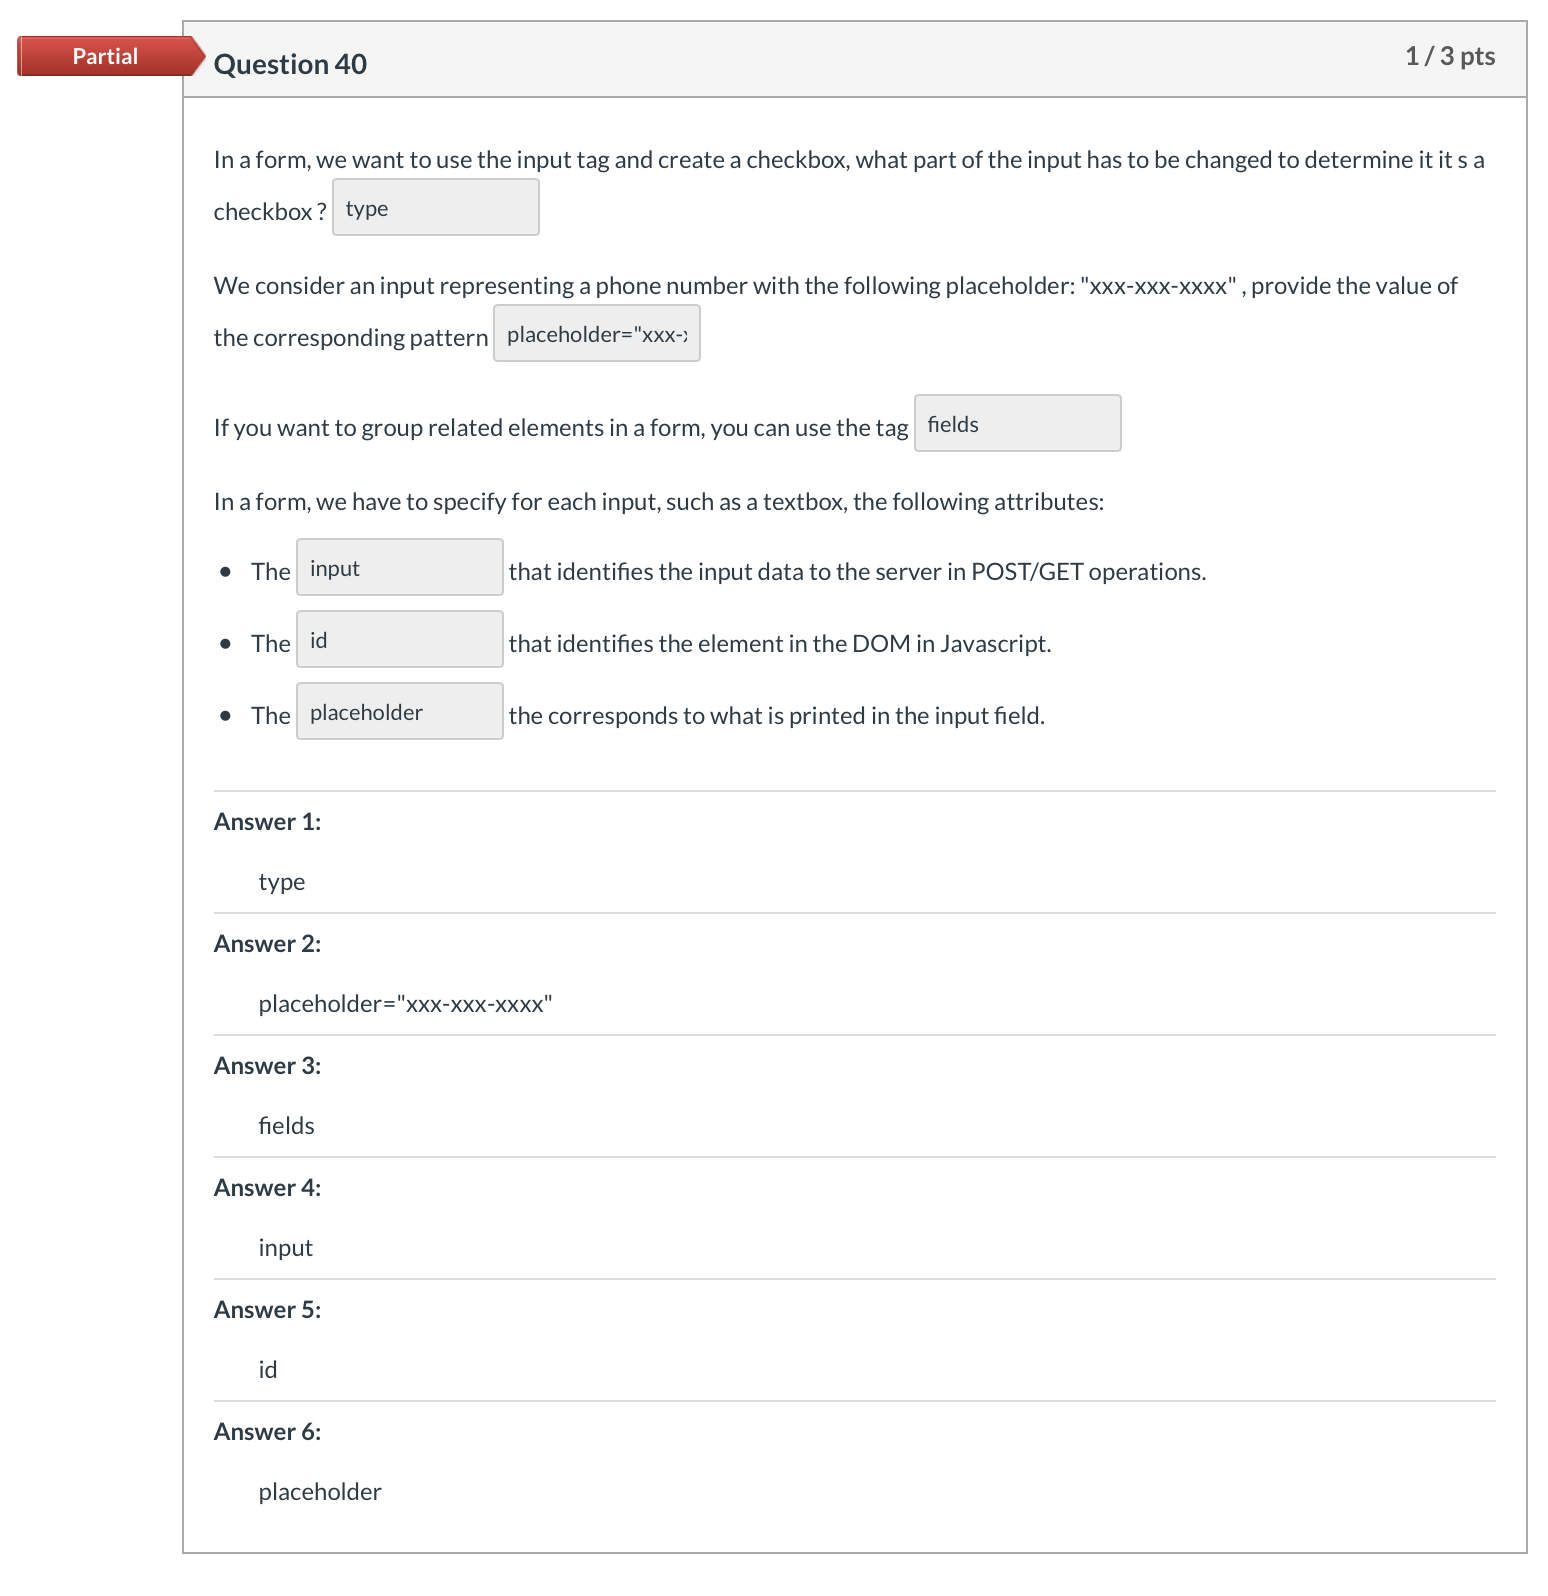 Partial
Question 40
1 / 3 pts
In a form, we want to use the input tag and create a checkbox, what part of the input has to be changed to determine it it s a
checkbox ? type
We consider an input representing a phone number with the following placeholder: "xxx-xxx-xxxx" , provide the value of
the corresponding pattern placeholder="xxx-x
If you want to group related elements in a form, you can use the tag fields
In a form, we have to specify for each input, such as a textbox, the following attributes:
• The input that identifies the input data to the server in POST/GET operations.
• The id that identifies the element in the DOM in Javascript.
• The placeholder the corresponds to what is printed in the input field.
Answer 1:
type
Answer 2:
placeholder="xxx-xxx-xxxx"
Answer 3:
fields
Answer 4:
input
Answer 5:
id
Answer 6:
placeholder